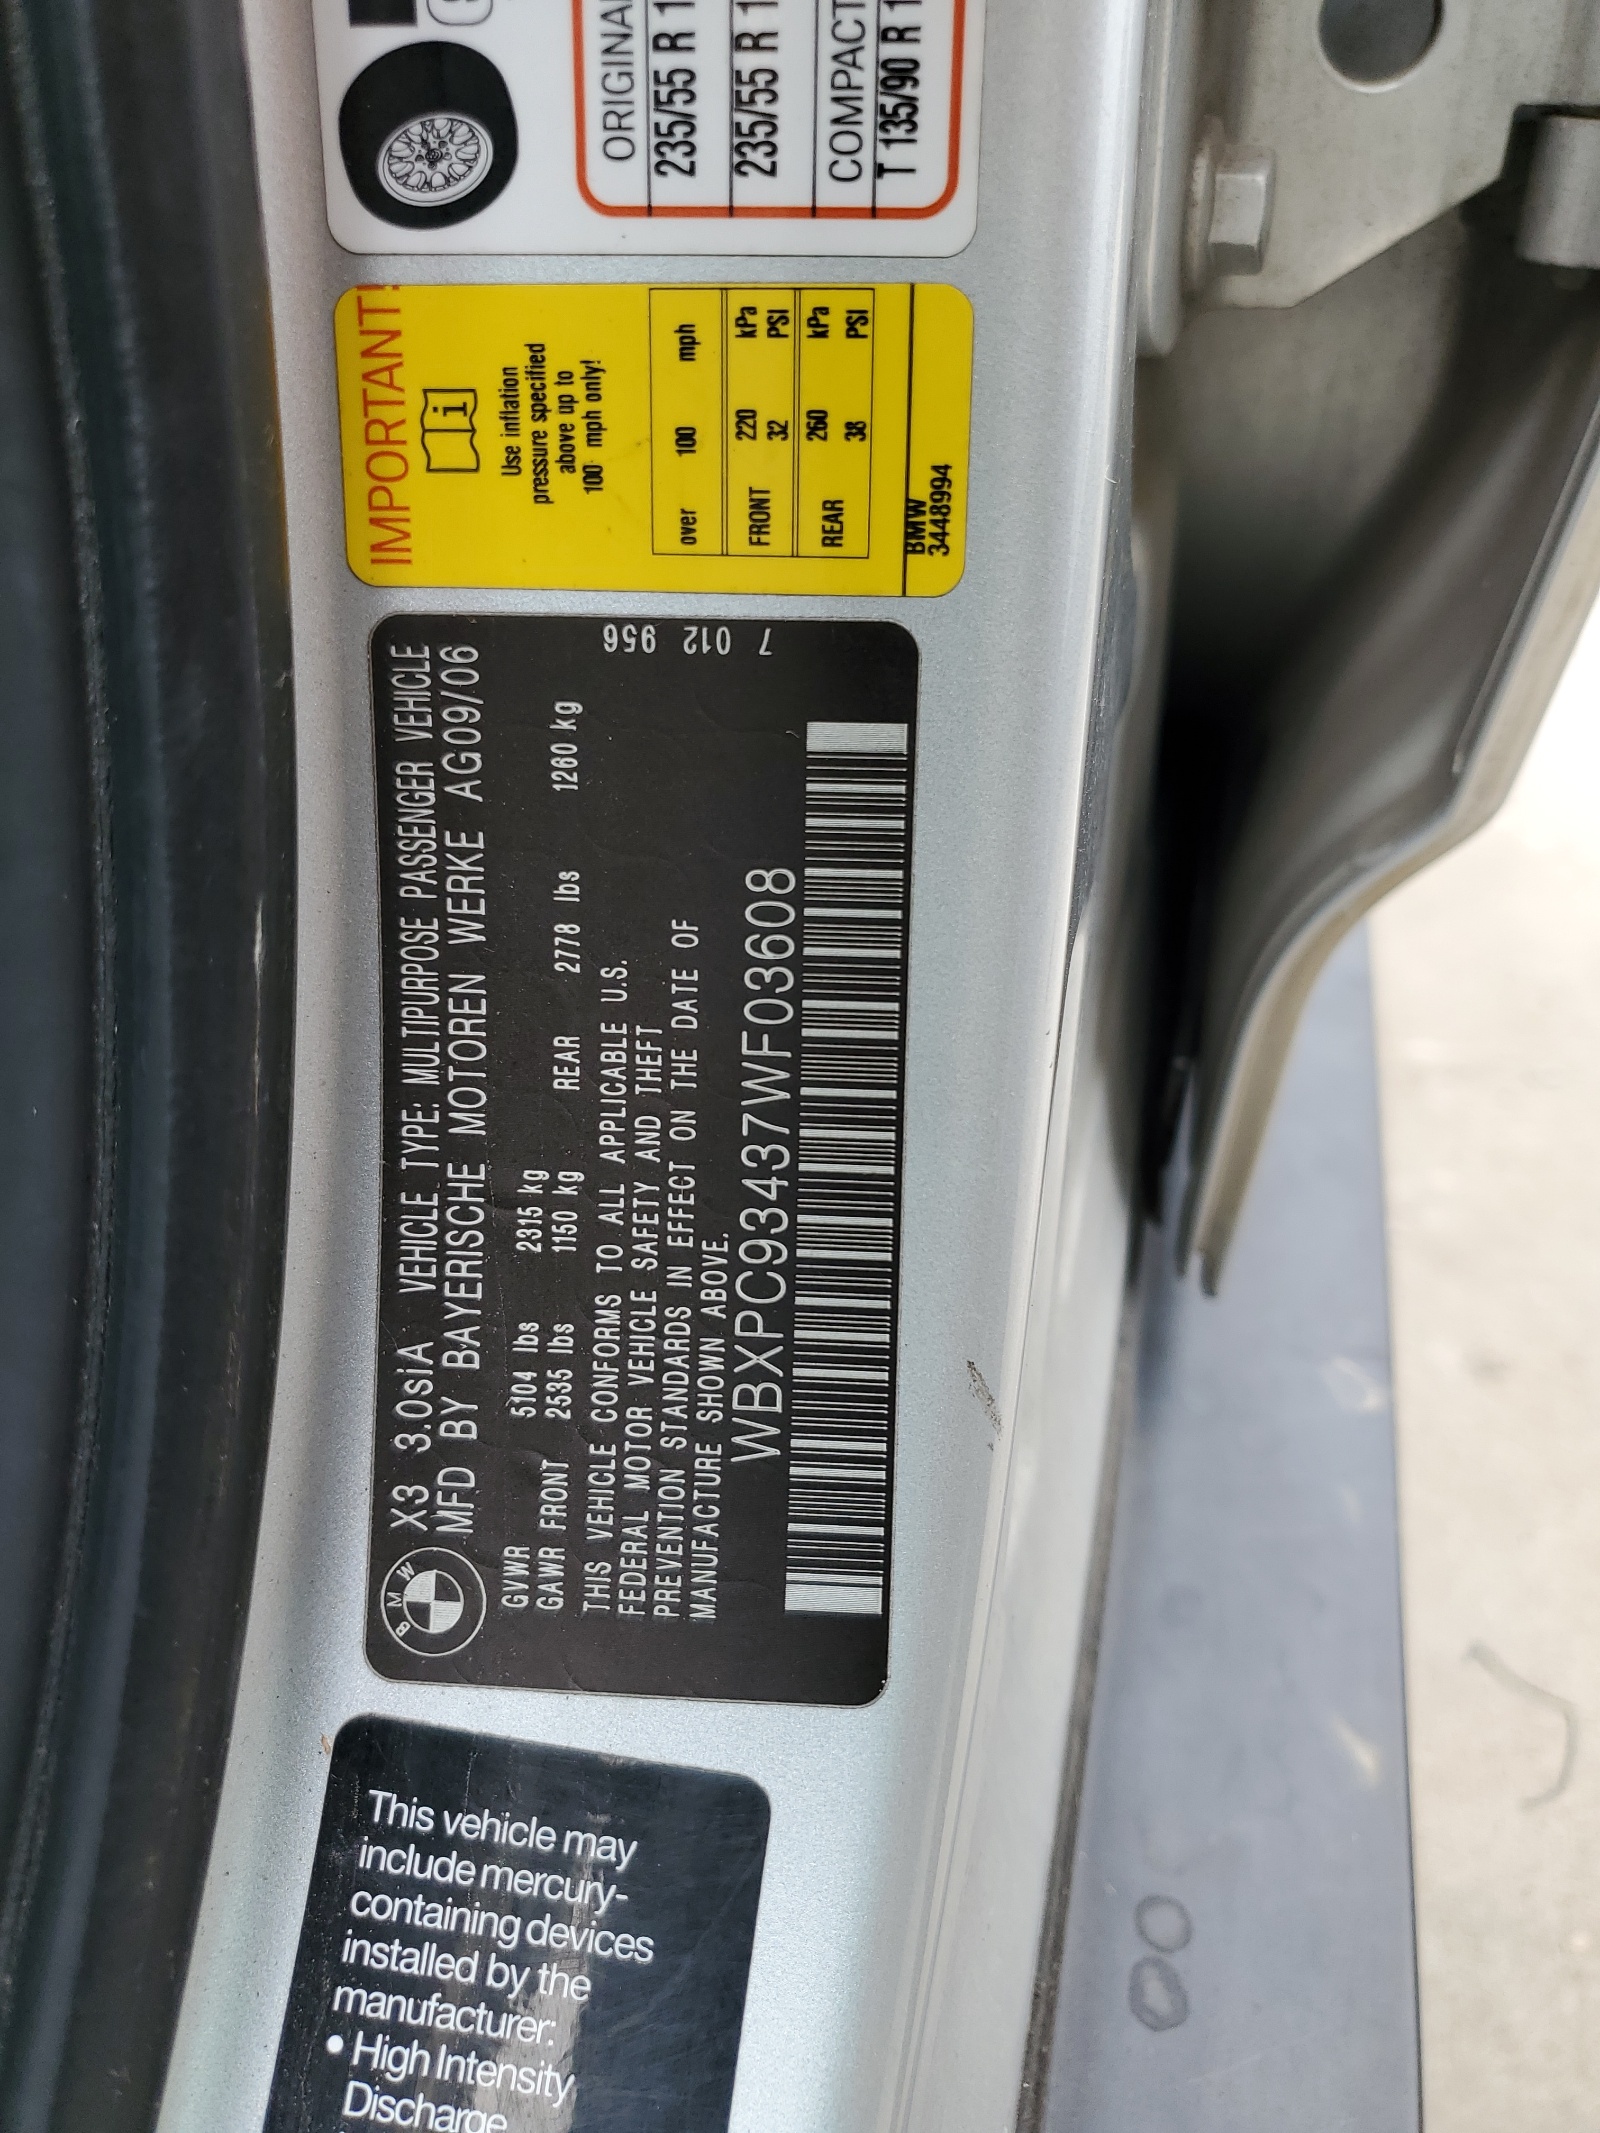 This vehicle may
include mercury-
containing devices
installed by the
manufacturer:
• High Intensity
Discharge
BMW
X3 3.0siA VEHICLE TYPE: MULTIPURPOSE PASSENGER VEHICLE
MFD BY BAYERISCHE MOTOREN WERKE AG09/06
GVWR 5104 lbs 2315 kg
GAWR FRONT 2535 lbs 1150 kg REAR 2778 lbs 1260 kg
THIS VEHICLE CONFORMS TO ALL APPLICABLE U.S.
FEDERAL MOTOR VEHICLE SAFETY AND THEFT
PREVENTION STANDARDS IN EFFECT ON THE DATE OF
MANUFACTURE SHOWN ABOVE.
WBXPC93437WF03608
7 012 956
IMPORTANT!
i
Use inflation
pressure specified
above up to
100 mph only!
over 100 mph
FRONT 220 kPa
32 PSI
REAR 260 kPa
38 PSI
BMW
3448994
ORIGINA
235/55 R 1
235/55 R 1
COMPACT
T 135/90 R 1